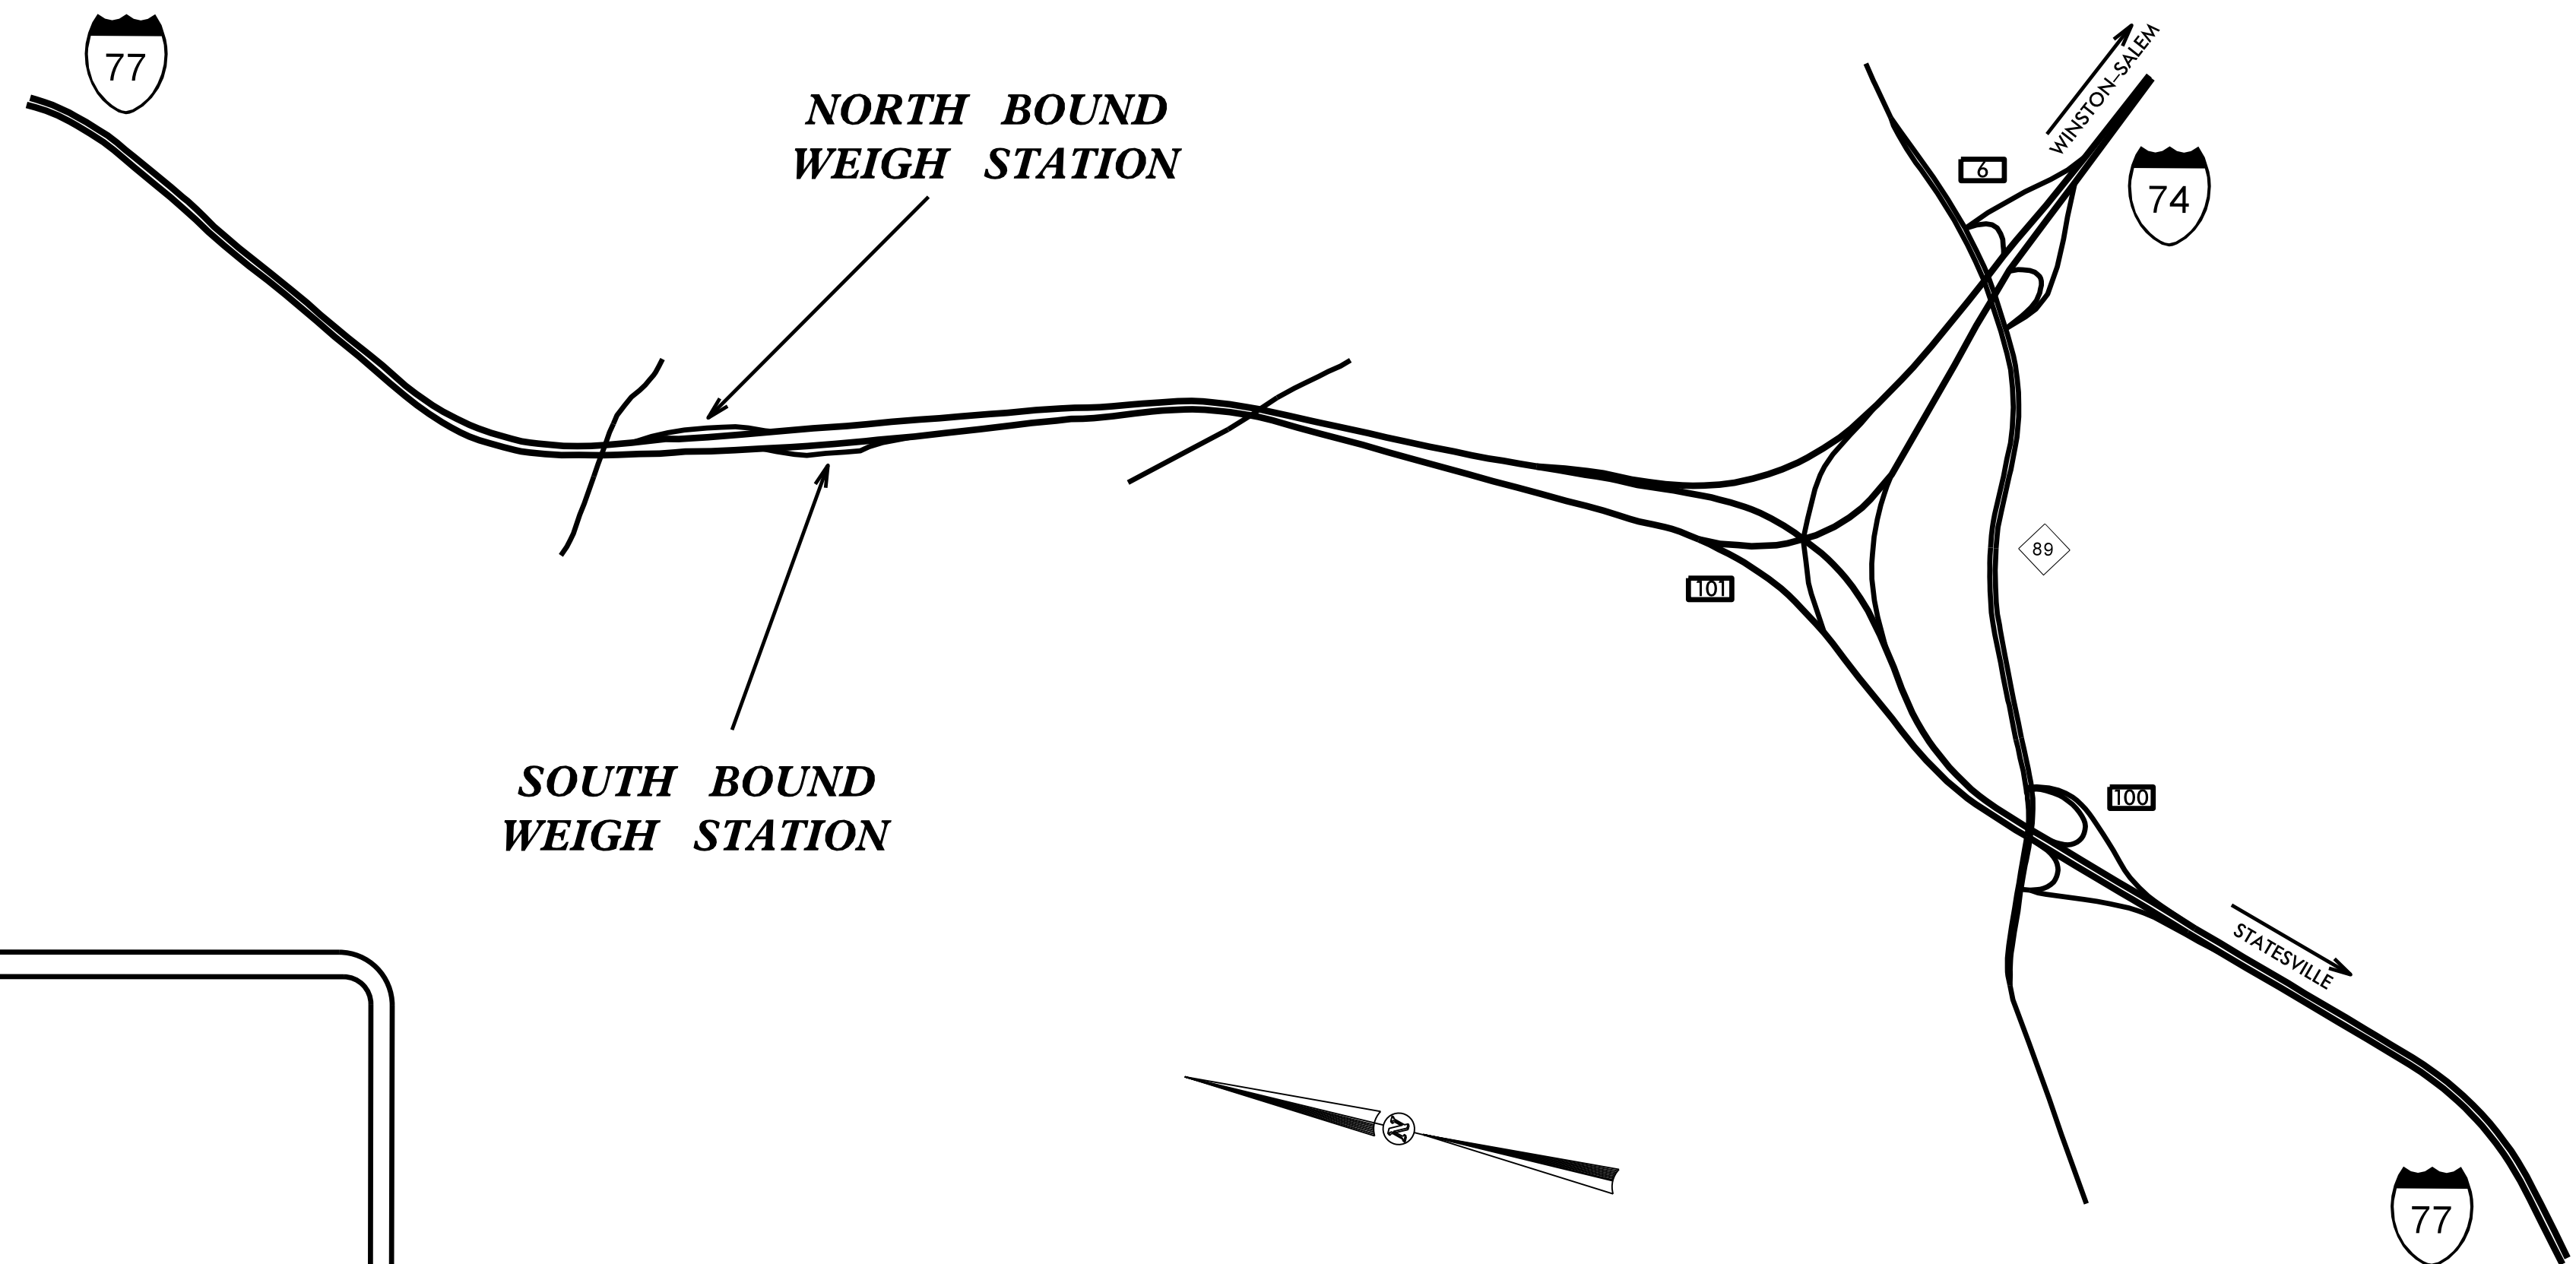 77
NORTH BOUND
WEIGH STATION
WINSTON-SALEM
6
74
89
101
SOUTH BOUND
WEIGH STATION
100
STATESVILLE
N
77